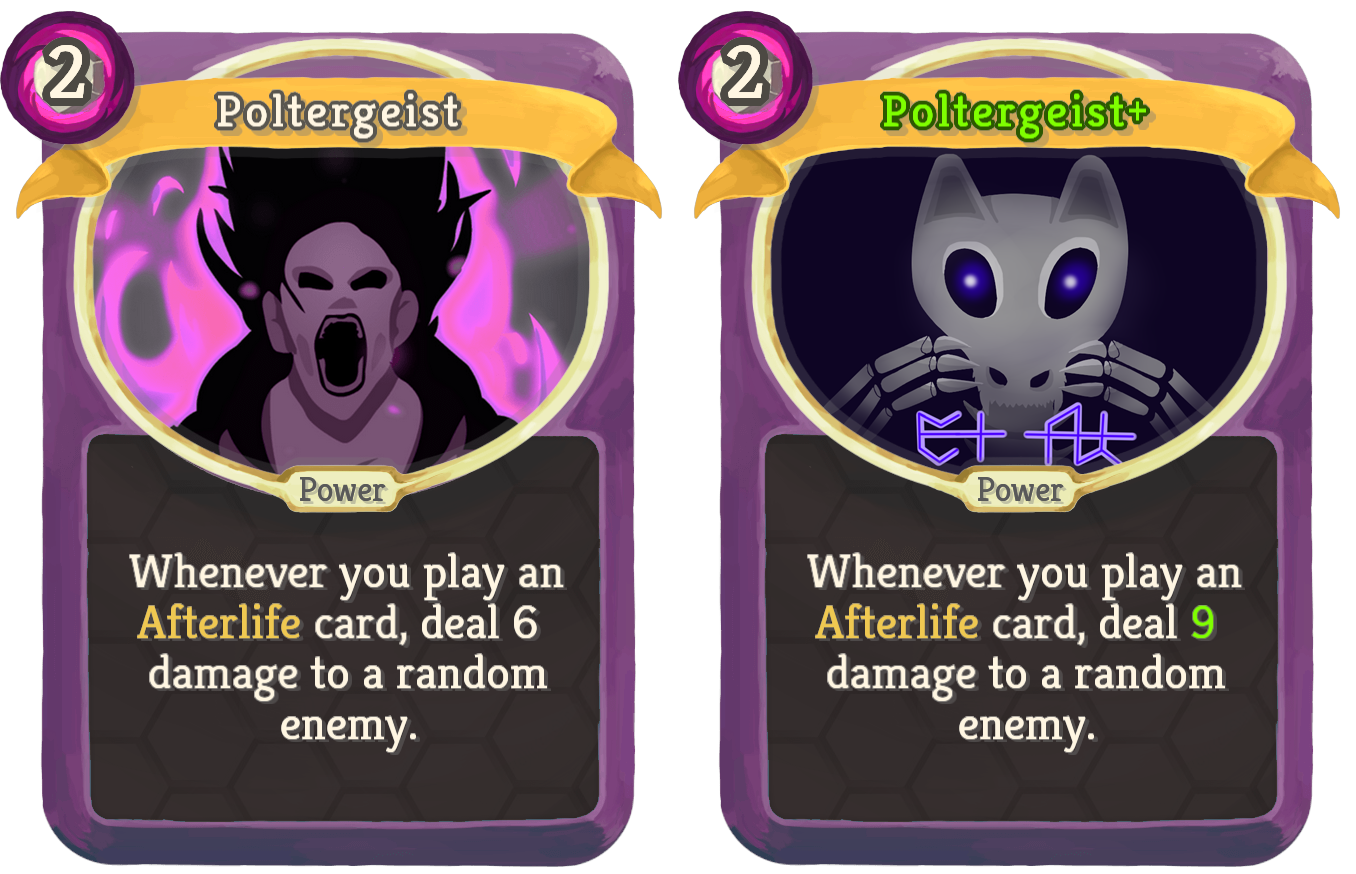 2
Poltergeist
Power
Whenever you play an
Afterlife card, deal 6
damage to a random
enemy.
2
Poltergeist+
Power
Whenever you play an
Afterlife card, deal 9
damage to a random
enemy.